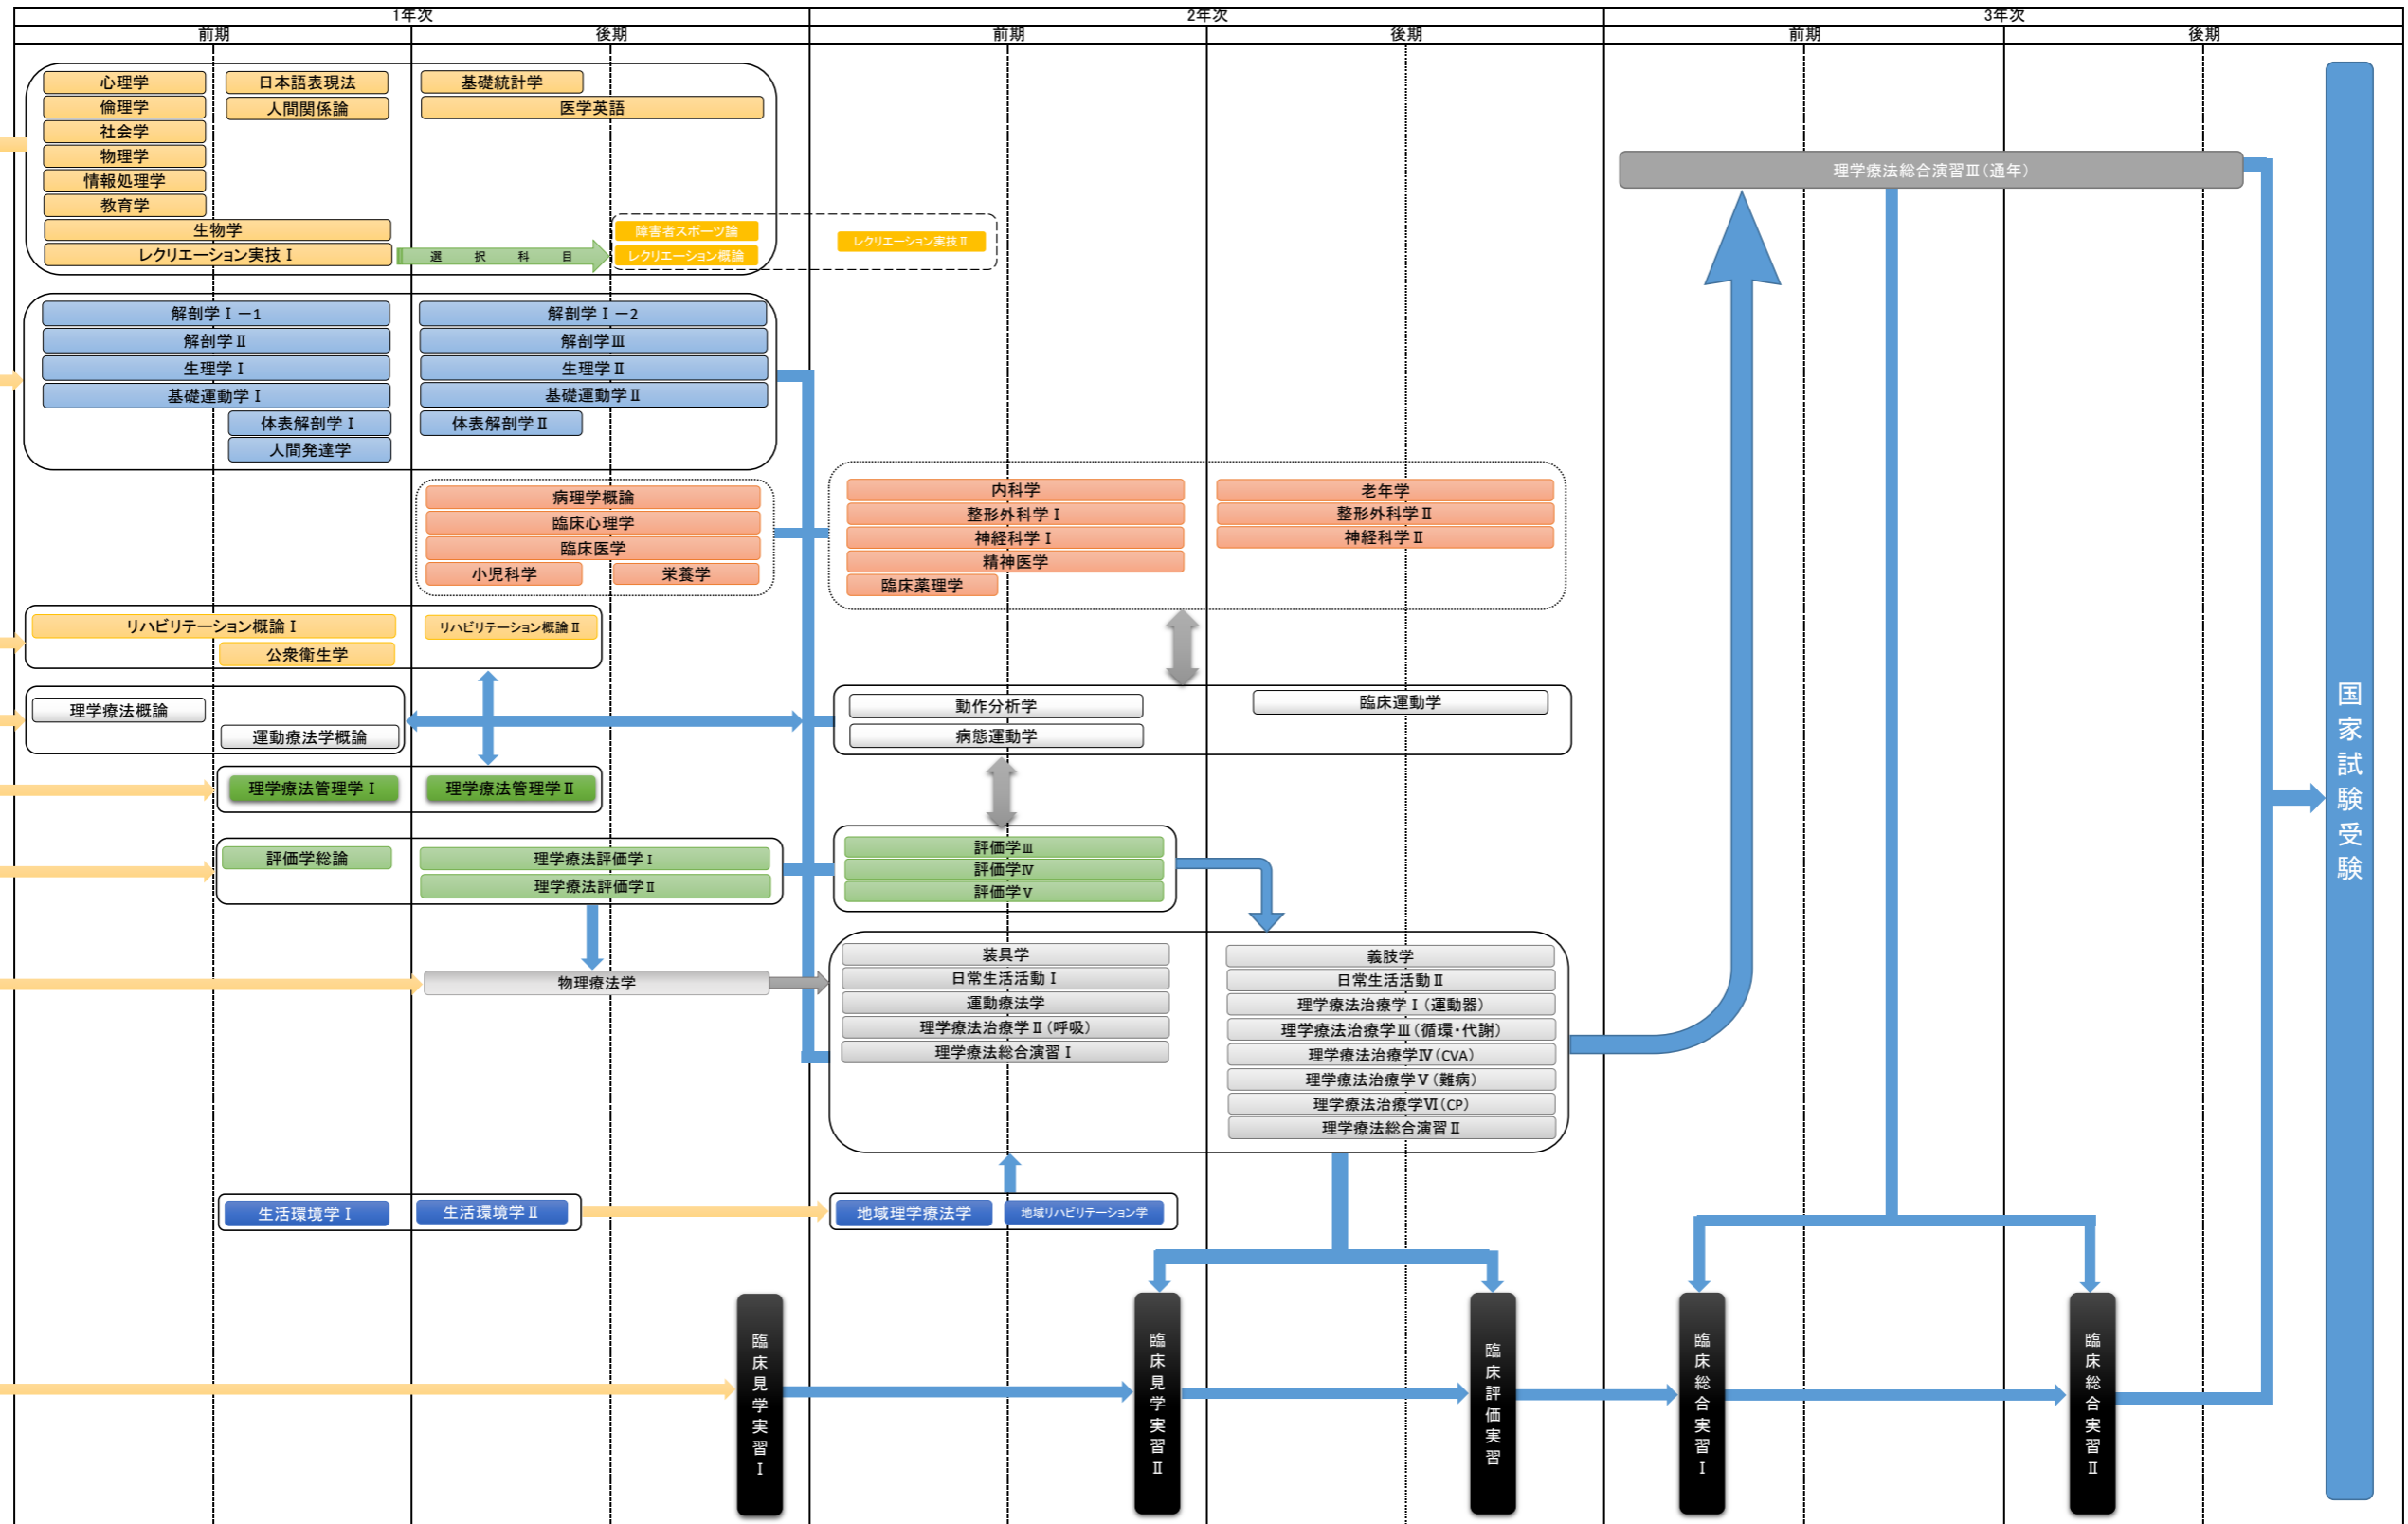 1年次
2年次
3年次
前期
後期
前期
後期
前期
後期
心理学
日本語表現法
基礎統計学
倫理学
人間関係論
医学英語
社会学
物理学
情報処理学
教育学
生物学
レクリエーション実技Ⅰ
選択科目
障害者スポーツ論
レクリエーション概論
レクリエーション実技Ⅱ
理学療法総合演習Ⅲ(通年)
国家試験受験
解剖学Ⅰ－1
解剖学Ⅰ－2
解剖学Ⅱ
解剖学Ⅲ
生理学Ⅰ
生理学Ⅱ
基礎運動学Ⅰ
基礎運動学Ⅱ
体表解剖学Ⅰ
体表解剖学Ⅱ
人間発達学
病理学概論
臨床心理学
臨床医学
小児科学
栄養学
内科学
老年学
整形外科学Ⅰ
整形外科学Ⅱ
神経科学Ⅰ
神経科学Ⅱ
精神医学
臨床薬理学
リハビリテーション概論Ⅰ
リハビリテーション概論Ⅱ
公衆衛生学
理学療法概論
運動療法学概論
動作分析学
臨床運動学
病態運動学
理学療法管理学Ⅰ
理学療法管理学Ⅱ
評価学総論
理学療法評価学Ⅰ
理学療法評価学Ⅱ
評価学Ⅲ
評価学Ⅳ
評価学Ⅴ
物理療法学
装具学
日常生活活動Ⅰ
運動療法学
理学療法治療学Ⅱ(呼吸)
理学療法総合演習Ⅰ
義肢学
日常生活活動Ⅱ
理学療法治療学Ⅰ(運動器)
理学療法治療学Ⅲ(循環・代謝)
理学療法治療学Ⅳ(CVA)
理学療法治療学Ⅴ(難病)
理学療法治療学Ⅵ(CP)
理学療法総合演習Ⅱ
生活環境学Ⅰ
生活環境学Ⅱ
地域理学療法学
地域リハビリテーション学
臨床見学実習Ⅰ
臨床見学実習Ⅱ
臨床評価実習
臨床総合実習Ⅰ
臨床総合実習Ⅱ